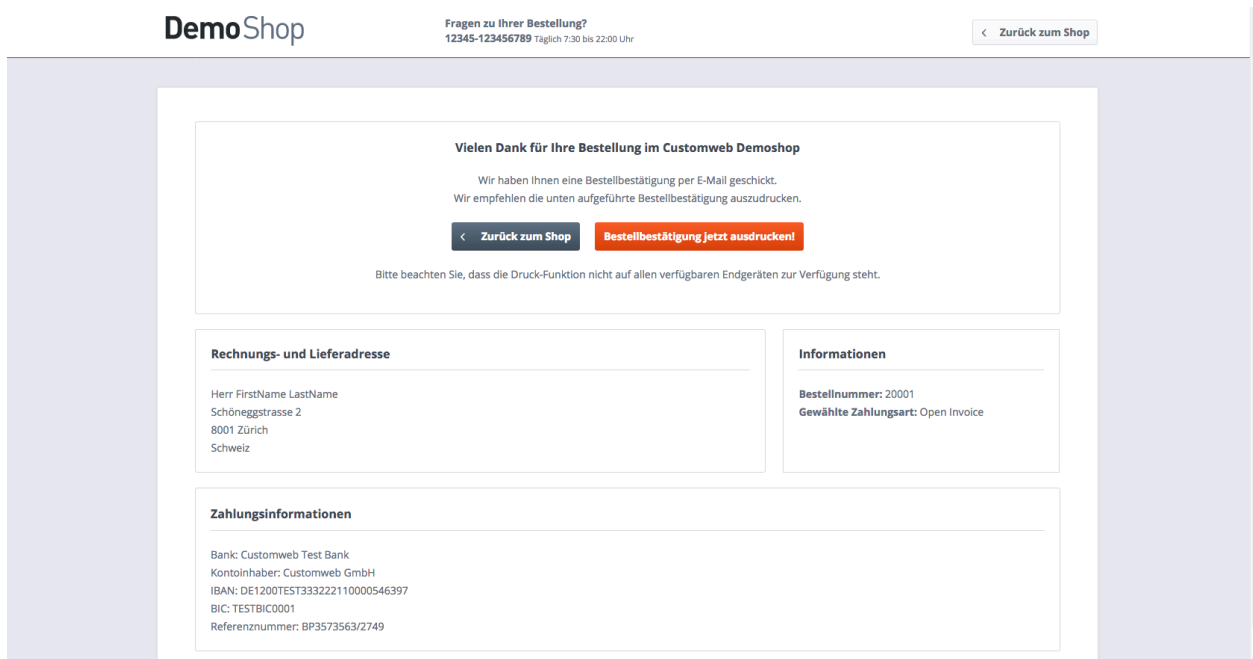 DemoShop
Fragen zu Ihrer Bestellung?
12345-123456789 Täglich 7:30 bis 22:00 Uhr
Zurück zum Shop
Vielen Dank für Ihre Bestellung im Customweb Demoshop
Wir haben Ihnen eine Bestellbestätigung per E-Mail geschickt.
Wir empfehlen die unten aufgeführte Bestellbestätigung auszudrucken.
Zurück zum Shop
Bestellbestätigung jetzt ausdrucken!
Bitte beachten Sie, dass die Druck-Funktion nicht auf allen verfügbaren Endgeräten zur Verfügung steht.
Rechnungs- und Lieferadresse
Herr FirstName LastName
Schöneggstrasse 2
8001 Zürich
Schweiz
Informationen
Bestellnummer: 20001
Gewählte Zahlungsart: Open Invoice
Zahlungsinformationen
Bank: Customweb Test Bank
Kontoinhaber: Customweb GmbH
IBAN: DE1200TEST333222110000546397
BIC: TESTBIC0001
Referenznummer: BP3573563/2749